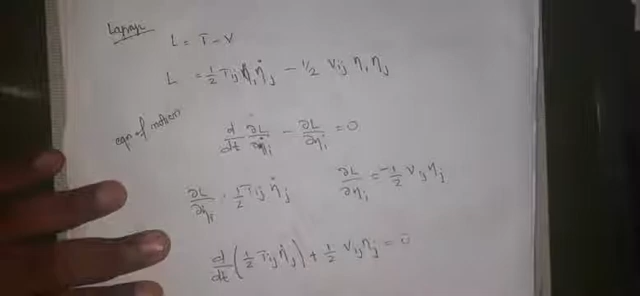 L = T - V
L = 1/2 Tij η̇i η̇j - 1/2 Vij ηi ηj
eqn of motion
d/dt ∂L/∂η̇i - ∂L/∂ηi = 0
∂L/∂η̇i = 1/2 Tij η̇j ∂L/∂ηi = -1/2 Vij ηj
d/dt (1/2 Tij η̇j) + 1/2 Vij ηj = 0